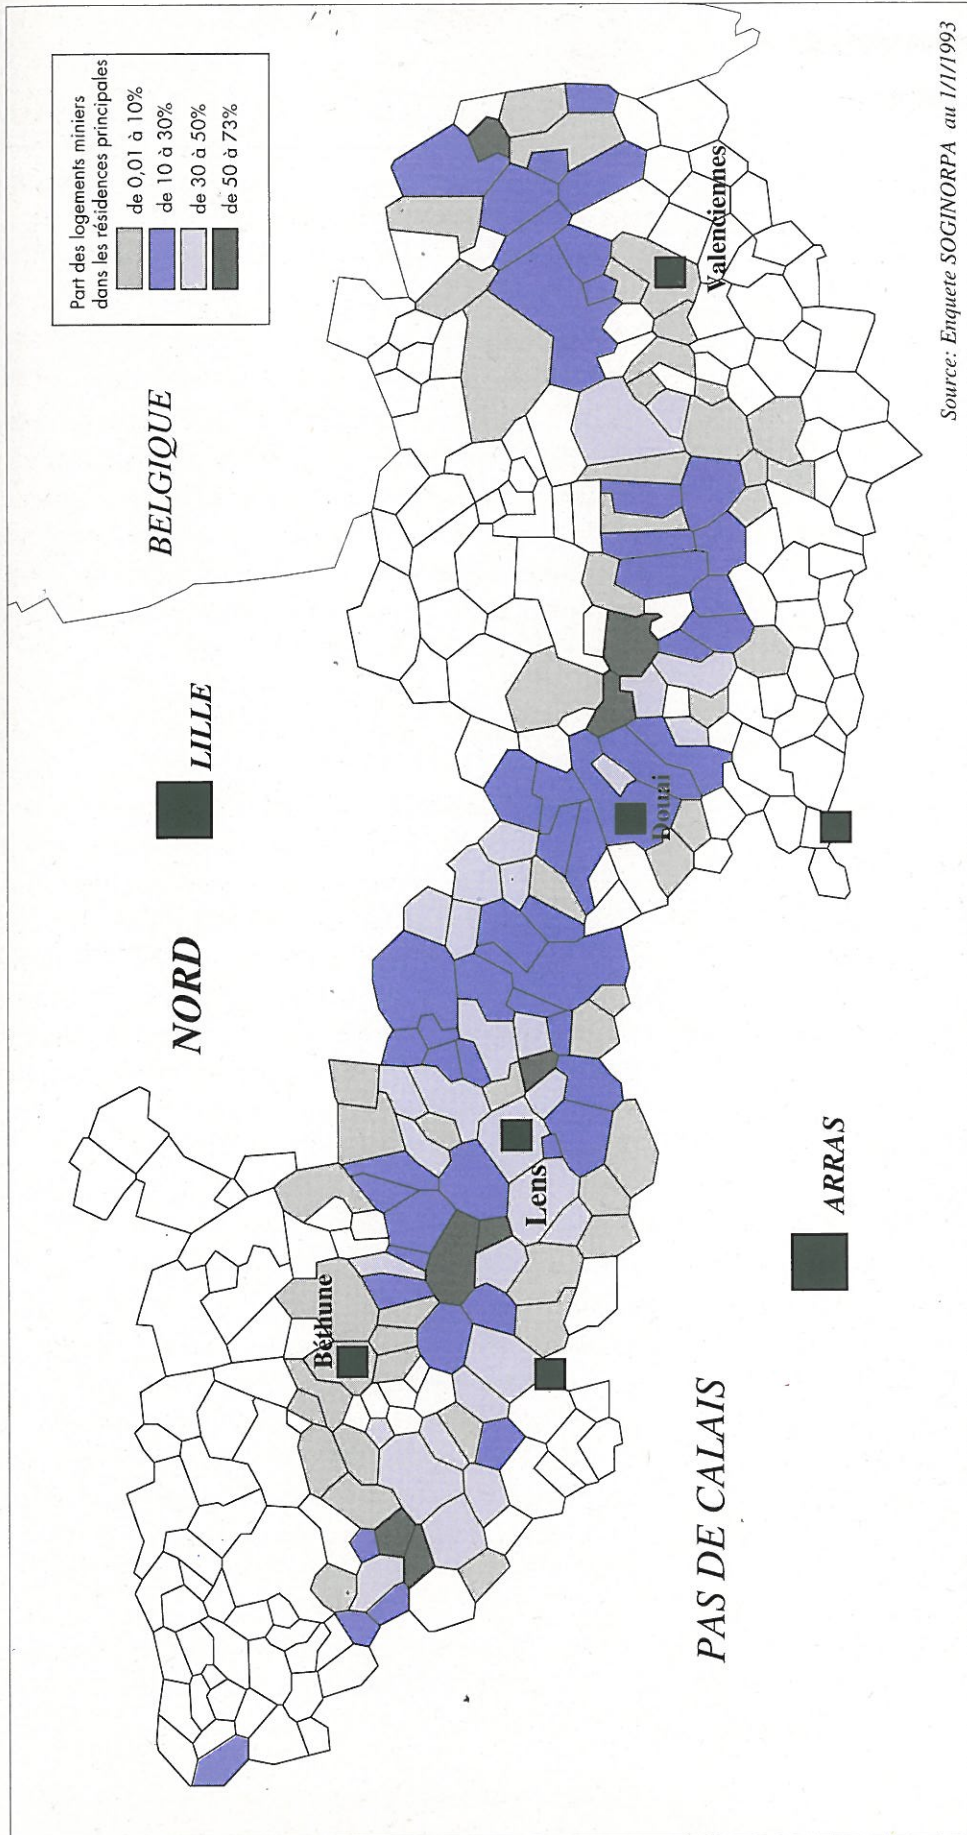 Part des logements miniers
dans les résidences principales
de 0,01 à 10%
de 10 à 30%
de 30 à 50%
de 50 à 73%
BELGIQUE
LILLE
NORD
Béthune
Lens
Douai
Valenciennes
PAS DE CALAIS
ARRAS
Source: Enquete SOGINORPA au 1/1/1993